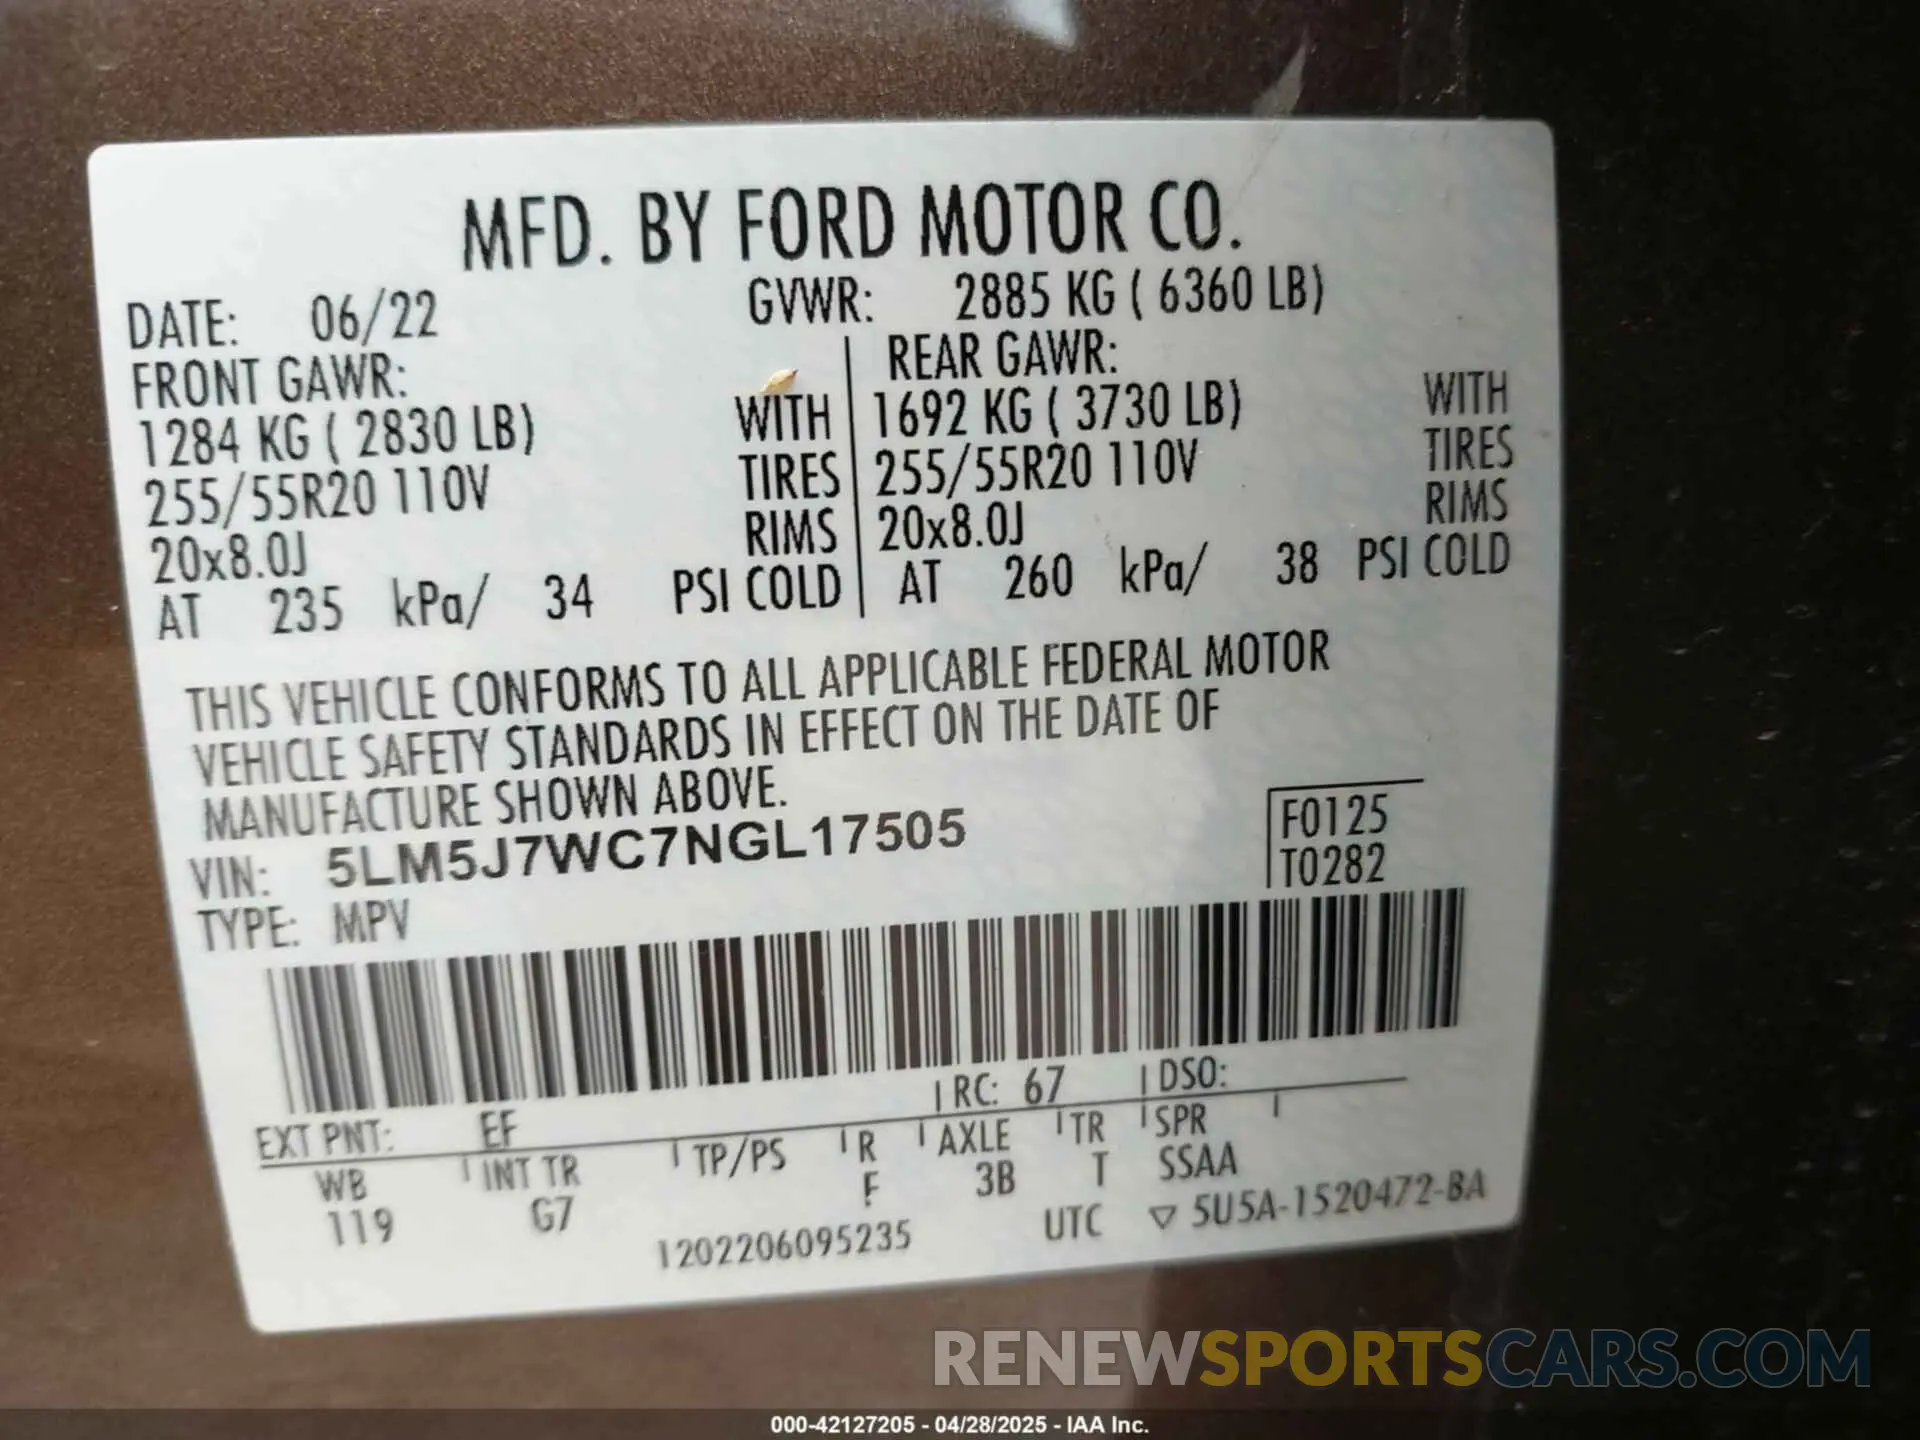 MFD. BY FORD MOTOR CO.
DATE: 06/22 GVWR: 2885 KG ( 6360 LB)
FRONT GAWR: REAR GAWR:
1284 KG ( 2830 LB) WITH 1692 KG ( 3730 LB) WITH
255/55R20 110V TIRES 255/55R20 110V TIRES
20x8.0J RIMS 20x8.0J RIMS
AT 235 kPa/ 34 PSI COLD AT 260 kPa/ 38 PSI COLD
THIS VEHICLE CONFORMS TO ALL APPLICABLE FEDERAL MOTOR
VEHICLE SAFETY STANDARDS IN EFFECT ON THE DATE OF
MANUFACTURE SHOWN ABOVE.
VIN: 5LM5J7WC7NGL17505
TYPE: MPV
F0125
T0282
EXT PNT: EF RC: 67 DSO:
WB INT TR TP/PS R AXLE TR SPR
119 G7 F 3B T SSAA
1202206095235 UTC ▽ 5U5A-1520472-BA
RENEWSPORTSCARS.COM
000-42127205 - 04/28/2025 - IAA Inc.